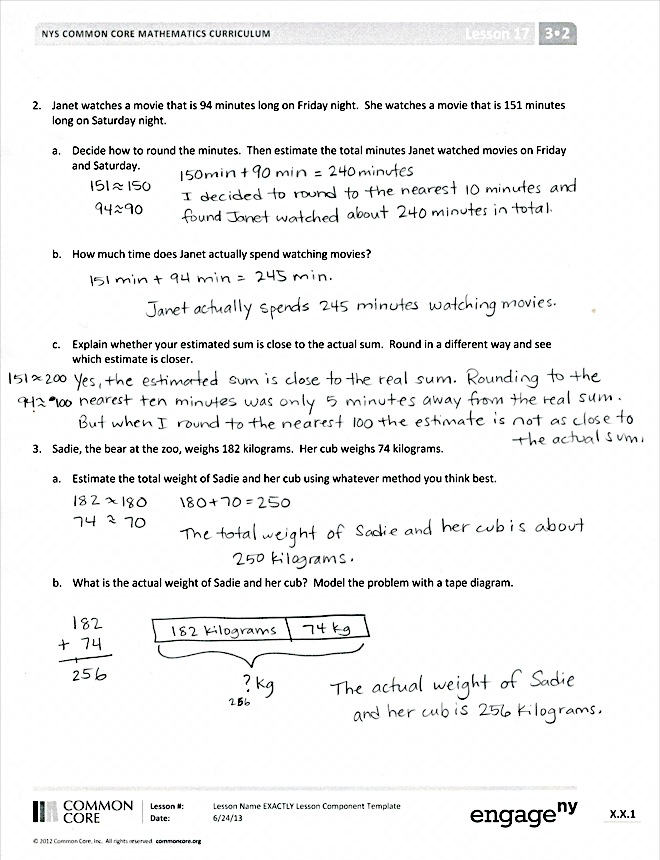 NYS COMMON CORE MATHEMATICS CURRICULUM Lesson 17 3•2
2. Janet watches a movie that is 94 minutes long on Friday night. She watches a movie that is 151 minutes
long on Saturday night.
a. Decide how to round the minutes. Then estimate the total minutes Janet watched movies on Friday
and Saturday.
150min + 90 min = 240minutes
151≈150
I decided to round to the nearest 10 minutes and
94≈90
found Janet watched about 240 minutes in total.
b. How much time does Janet actually spend watching movies?
151 min + 94 min = 245 min.
Janet actually spends 245 minutes watching movies.
c. Explain whether your estimated sum is close to the actual sum. Round in a different way and see
which estimate is closer.
151≈200 Yes, the estimated sum is close to the real sum. Rounding to the
94≈100 nearest ten minutes was only 5 minutes away from the real sum.
But when I round to the nearest 100 the estimate is not as close to
the actual sum.
3. Sadie, the bear at the zoo, weighs 182 kilograms. Her cub weighs 74 kilograms.
a. Estimate the total weight of Sadie and her cub using whatever method you think best.
182 ≈ 180 180+70=250
74 ≈ 70
The total weight of Sadie and her cub is about
250 kilograms.
b. What is the actual weight of Sadie and her cub? Model the problem with a tape diagram.
182
+ 74
256
182 kilograms 74 kg
? kg
256
The actual weight of Sadie
and her cub is 256 kilograms.
COMMON CORE
Lesson #: Lesson Name EXACTLY Lesson Component Template
Date: 6/24/13
engage ny
X.X.1
© 2012 Common Core, Inc. All rights reserved. commoncore.org